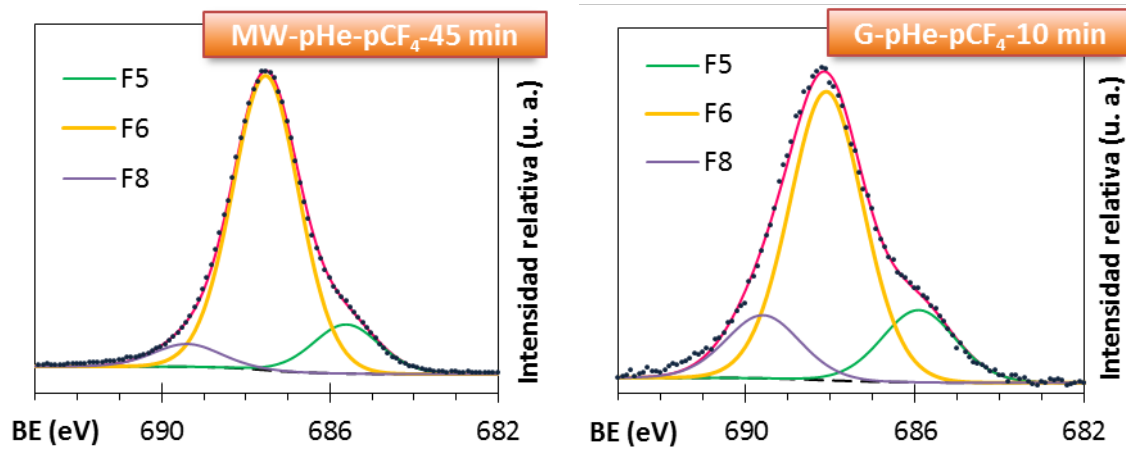 MW-pHe-pCF₄-45 min
F5
F6
F8
Intensidad relativa (u. a.)
BE (eV)
690
686
682
G-pHe-pCF₄-10 min
F5
F6
F8
Intensidad relativa (u. a.)
BE (eV)
690
686
682